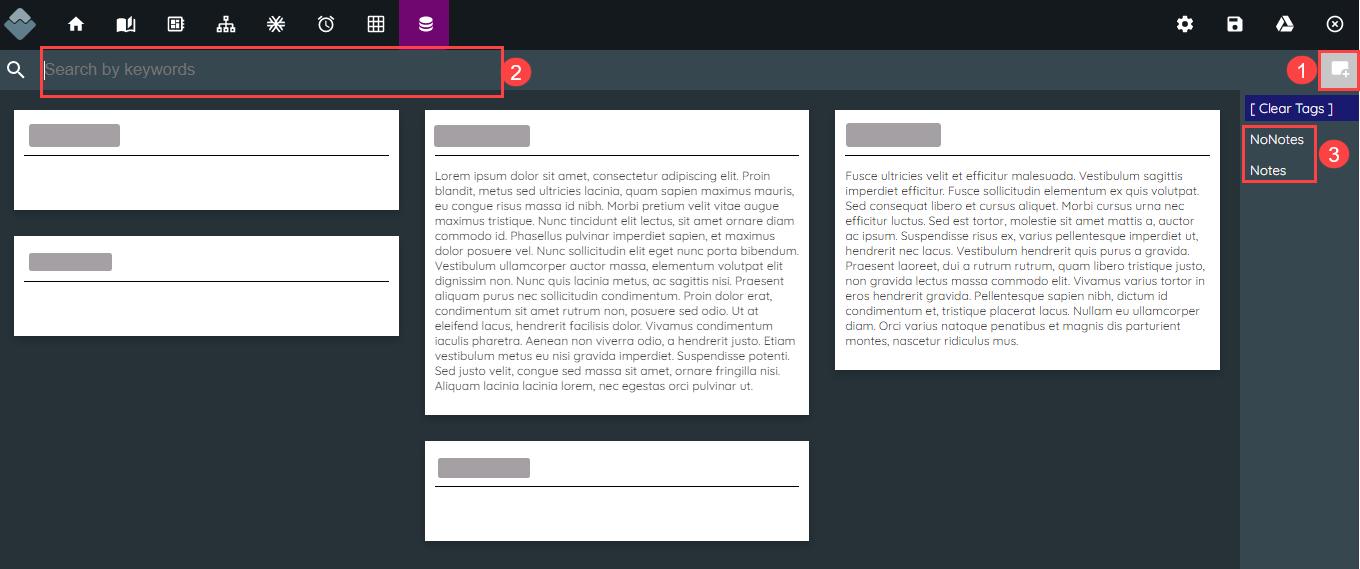 Search by keywords
2
1
[ Clear Tags ]
NoNotes
3
Notes
Lorem ipsum dolor sit amet, consectetur adipiscing elit. Proin
blandit, metus sed ultricies lacinia, quam sapien maximus mauris,
eu congue risus massa id nibh. Morbi pretium velit vitae augue
maximus tristique. Nunc tincidunt elit lectus, sit amet ornare diam
commodo id. Phasellus pulvinar imperdiet sapien, et maximus
dolor posuere vel. Nunc sollicitudin elit eget nunc porta bibendum.
Vestibulum ullamcorper auctor massa, elementum volutpat elit
dignissim non. Nunc quis lacinia metus, ac sagittis nisi. Praesent
aliquam purus nec sollicitudin condimentum. Proin dolor erat,
condimentum sit amet rutrum non, posuere sed odio. Ut at
eleifend lacus, hendrerit facilisis dolor. Vivamus condimentum
iaculis pharetra. Aenean non viverra odio, a hendrerit justo. Etiam
vestibulum metus eu nisi gravida imperdiet. Suspendisse potenti.
Sed justo velit, congue sed massa sit amet, ornare fringilla nisi.
Aliquam lacinia lacinia lorem, nec egestas orci pulvinar ut.
Fusce ultricies velit et efficitur malesuada. Vestibulum sagittis
imperdiet efficitur. Fusce sollicitudin elementum ex quis volutpat.
Sed consequat libero et cursus aliquet. Morbi cursus urna nec
efficitur luctus. Sed est tortor, molestie sit amet mattis a, auctor
ac ipsum. Suspendisse risus ex, varius pellentesque imperdiet ut,
hendrerit nec lacus. Vestibulum hendrerit quis purus a gravida.
Praesent laoreet, dui a rutrum rutrum, quam libero tristique justo,
non gravida lectus massa commodo elit. Vivamus varius tortor in
eros hendrerit gravida. Pellentesque sapien nibh, dictum id
condimentum et, tristique placerat lacus. Nullam eu ullamcorper
diam. Orci varius natoque penatibus et magnis dis parturient
montes, nascetur ridiculus mus.